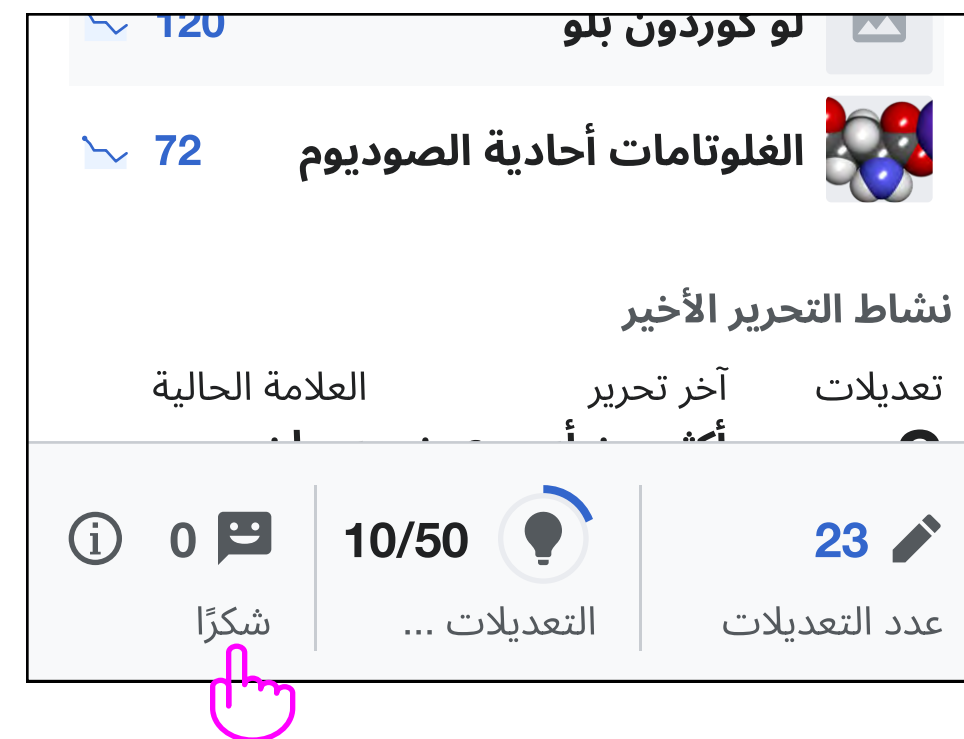 لو كوردون بلو 120
الغلوتامات أحادية الصوديوم 72
نشاط التحرير الأخير
تعديلات آخر تحرير العلامة الحالية
23 10/50 0
عدد التعديلات التعديلات ... شكرًا